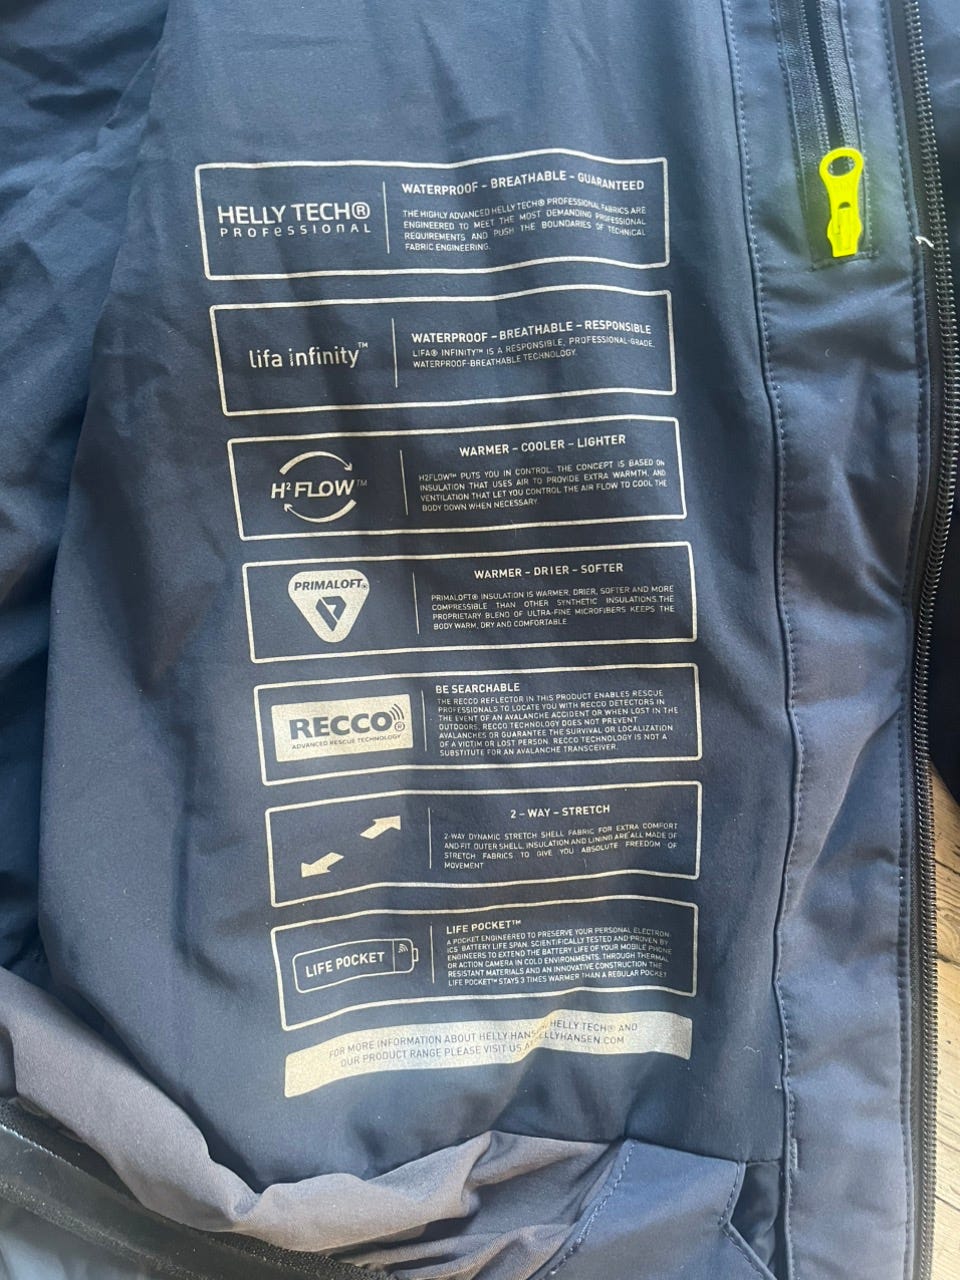 HELLY TECH®
PROFESSIONAL
WATERPROOF - BREATHABLE - GUARANTEED
THE HIGHLY ADVANCED HELLY TECH® PROFESSIONAL FABRICS ARE
ENGINEERED TO MEET THE MOST DEMANDING PROFESSIONAL
REQUIREMENTS AND PUSH THE BOUNDARIES OF TECHNICAL
FABRIC ENGINEERING.
lifa infinity™
WATERPROOF - BREATHABLE - RESPONSIBLE
LIFA® INFINITY™ IS A RESPONSIBLE, PROFESSIONAL-GRADE,
WATERPROOF-BREATHABLE TECHNOLOGY.
H² FLOW™
WARMER - COOLER - LIGHTER
H2FLOW™ PUTS YOU IN CONTROL. THE CONCEPT IS BASED ON
INSULATION THAT USES AIR TO PROVIDE EXTRA WARMTH, AND
VENTILATION THAT LET YOU CONTROL THE AIR FLOW TO COOL THE
BODY DOWN WHEN NECESSARY
PRIMALOFT®
WARMER - DRIER - SOFTER
PRIMALOFT® INSULATION IS WARMER, DRIER, SOFTER AND MORE
COMPRESSIBLE THAN OTHER SYNTHETIC INSULATIONS.THE
PROPRIETARY BLEND OF ULTRA-FINE MICROFIBERS KEEPS THE
BODY WARM, DRY AND COMFORTABLE.
RECCO®
ADVANCED RESCUE TECHNOLOGY
BE SEARCHABLE
THE RECCO REFLECTOR IN THIS PRODUCT ENABLES RESCUE
PROFESSIONALS TO LOCATE YOU WITH RECCO DETECTORS IN
THE EVENT OF AN AVALANCHE ACCIDENT OR WHEN LOST IN THE
OUTDOORS. RECCO TECHNOLOGY DOES NOT PREVENT
AVALANCHES OR GUARANTEE THE SURVIVAL OR LOCALIZATION
OF A VICTIM OR LOST PERSON. RECCO TECHNOLOGY IS NOT A
SUBSTITUTE FOR AN AVALANCHE TRANSCEIVER.
2 - WAY - STRETCH
2-WAY DYNAMIC STRETCH SHELL FABRIC FOR EXTRA COMFORT
AND FIT. OUTER SHELL, INSULATION AND LINING ARE ALL MADE OF
STRETCH FABRICS TO GIVE YOU ABSOLUTE FREEDOM OF
MOVEMENT
LIFE POCKET
LIFE POCKET™
A POCKET ENGINEERED TO PRESERVE YOUR PERSONAL ELECTRON-
ICS BATTERY LIFE SPAN. SCIENTIFICALLY TESTED AND PROVEN BY
ENGINEERS TO EXTEND THE BATTERY LIFE OF YOUR MOBILE PHONE
OR ACTION CAMERA IN COLD ENVIRONMENTS. THROUGH THERMAL
RESISTANT MATERIALS AND AN INNOVATIVE CONSTRUCTION THE
LIFE POCKET™ STAYS 3 TIMES WARMER THAN A REGULAR POCKET
FOR MORE INFORMATION ABOUT HELLY HANS HELLY TECH® AND
OUR PRODUCT RANGE PLEASE VISIT US A ELLYHANSEN.COM